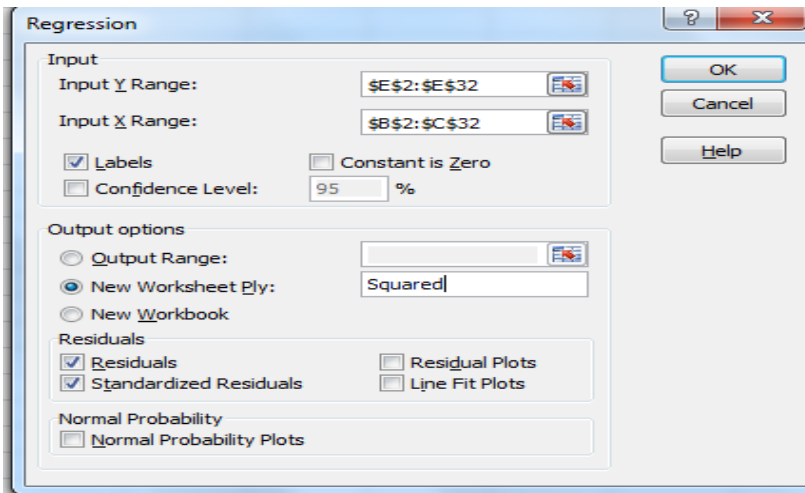 Regression
Input
Input Y Range:
$E$2:$E$32
OK
Input X Range:
$B$2:$C$32
Cancel
Labels
Constant is Zero
Help
Confidence Level:
95
%
Output options
Output Range:
New Worksheet Ply:
Squared
New Workbook
Residuals
Residuals
Residual Plots
Standardized Residuals
Line Fit Plots
Normal Probability
Normal Probability Plots